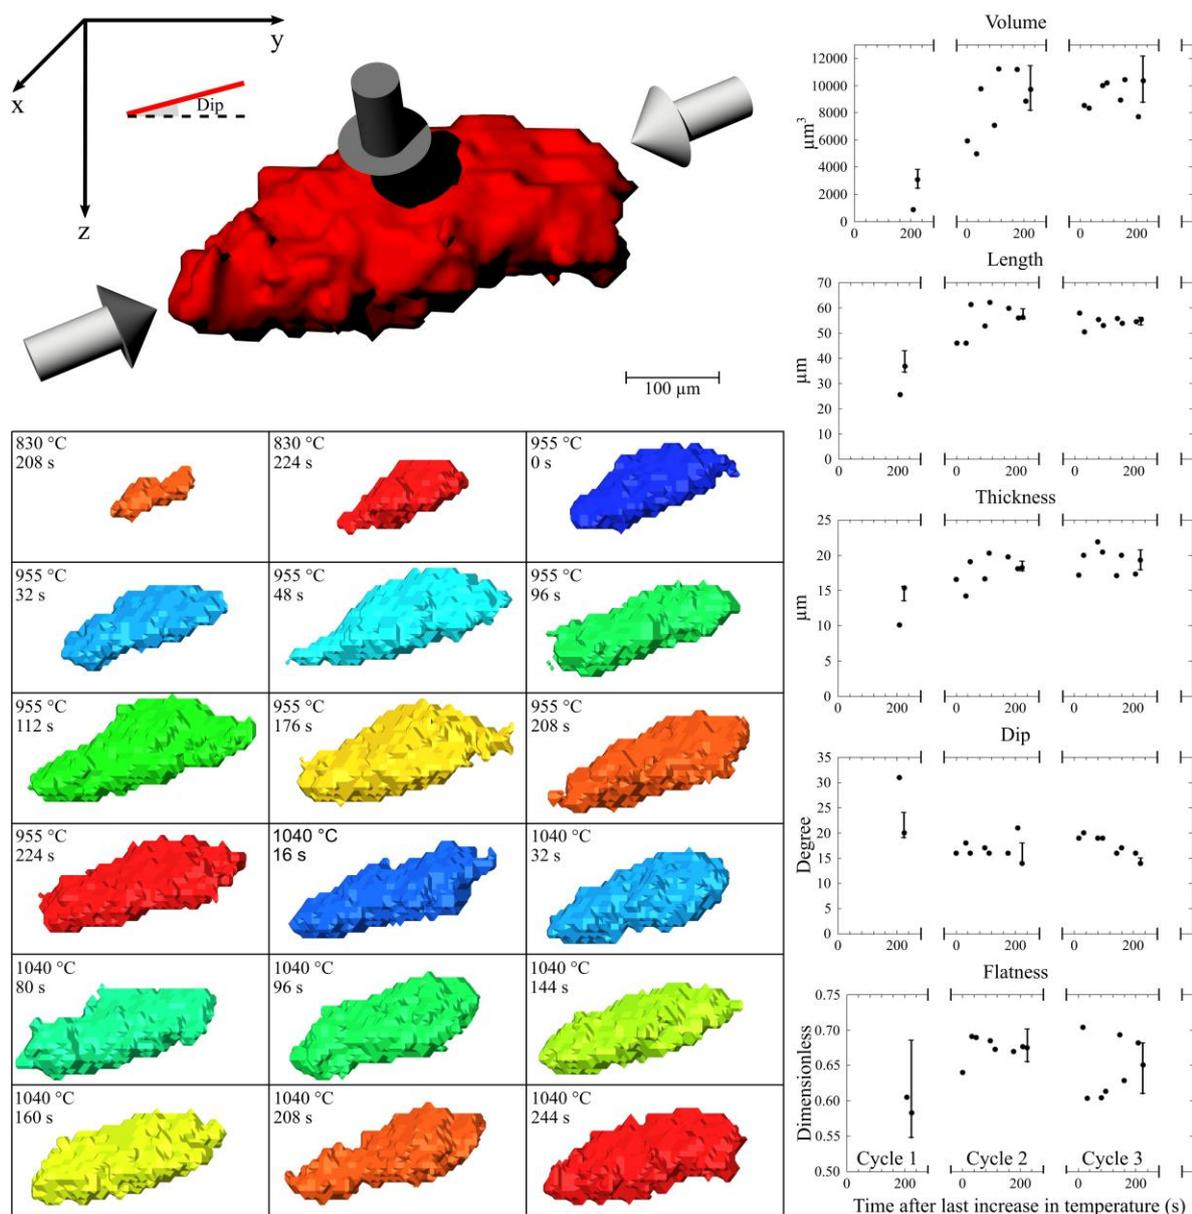 y
x
z
Dip
100 µm
830 °C
208 s
830 °C
224 s
955 °C
0 s
955 °C
32 s
955 °C
48 s
955 °C
96 s
955 °C
112 s
955 °C
176 s
955 °C
208 s
955 °C
224 s
1040 °C
16 s
1040 °C
32 s
1040 °C
80 s
1040 °C
96 s
1040 °C
144 s
1040 °C
160 s
1040 °C
208 s
1040 °C
244 s
Volume
12000
10000
8000
6000
4000
2000
0
µm³
0 200 0 200 0 200
Length
70
60
50
40
30
20
10
0
µm
0 200 0 200 0 200
Thickness
25
20
15
10
5
0
µm
0 200 0 200 0 200
Dip
35
30
25
20
15
10
5
0
Degree
0 200 0 200 0 200
Flatness
0.75
0.70
0.65
0.60
0.55
0.50
Dimensionless
Cycle 1 Cycle 2 Cycle 3
0 200 0 200 0 200
Time after last increase in temperature (s)